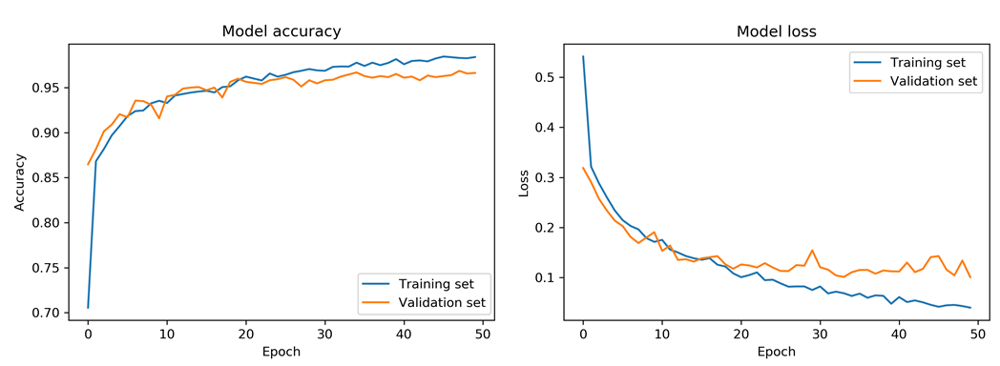 Model accuracy
0.95
0.90
0.85
0.80
0.75
0.70
Accuracy
0
10
20
30
40
50
Epoch
Training set
Validation set
Model loss
0.5
0.4
0.3
0.2
0.1
Loss
0
10
20
30
40
50
Epoch
Training set
Validation set